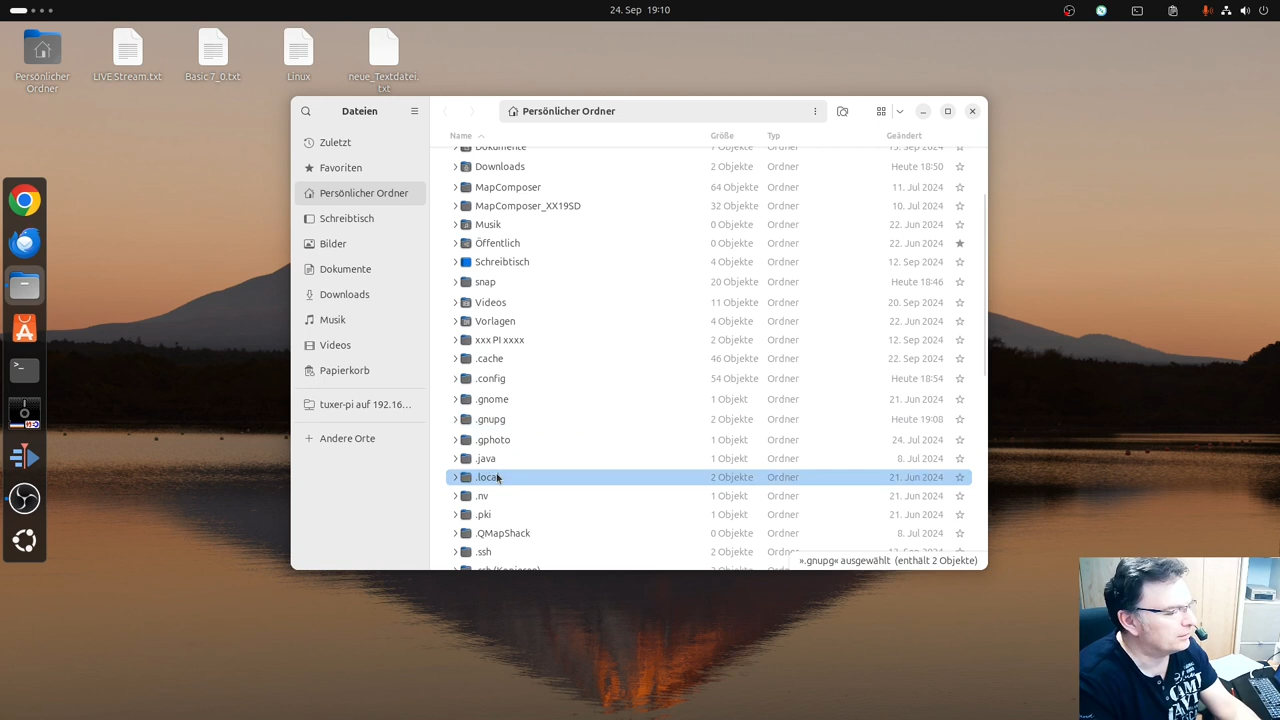 24. Sep 19:10
Persönlicher Ordner
LIVE Stream.txt
Basic 7_0.txt
Linux
neue_Textdatei.txt
Dateien
Persönlicher Ordner
Zuletzt
Favoriten
Persönlicher Ordner
Schreibtisch
Bilder
Dokumente
Downloads
Musik
Videos
Papierkorb
tuxer-pi auf 192.16...
Andere Orte
Name Größe Typ Geändert
Dokumente 7 Objekte Ordner 13. Sep 2024
Downloads 2 Objekte Ordner Heute 18:50
MapComposer 64 Objekte Ordner 11. Jul 2024
MapComposer_XX19SD 32 Objekte Ordner 10. Jul 2024
Musik 0 Objekte Ordner 22. Jun 2024
Öffentlich 0 Objekte Ordner 22. Jun 2024
Schreibtisch 4 Objekte Ordner 12. Sep 2024
snap 20 Objekte Ordner Heute 18:46
Videos 11 Objekte Ordner 20. Sep 2024
Vorlagen 4 Objekte Ordner 22. Jun 2024
xxx PI xxxx 2 Objekte Ordner 12. Sep 2024
.cache 46 Objekte Ordner 22. Sep 2024
.config 54 Objekte Ordner Heute 18:54
.gnome 1 Objekt Ordner 21. Jun 2024
.gnupg Ordner Heute 19:08
.gphoto 1 Objekt Ordner 24. Jul 2024
.java 1 Objekt Ordner 8. Jul 2024
.local 2 Objekte Ordner 21. Jun 2024
.nv 1 Objekt Ordner 21. Jun 2024
.pki 1 Objekt Ordner 21. Jun 2024
.QMapShack 0 Objekte Ordner 8. Jul 2024
.ssh 2 Objekte Ordner
».gnupg« ausgewählt (enthält 2 Objekte)